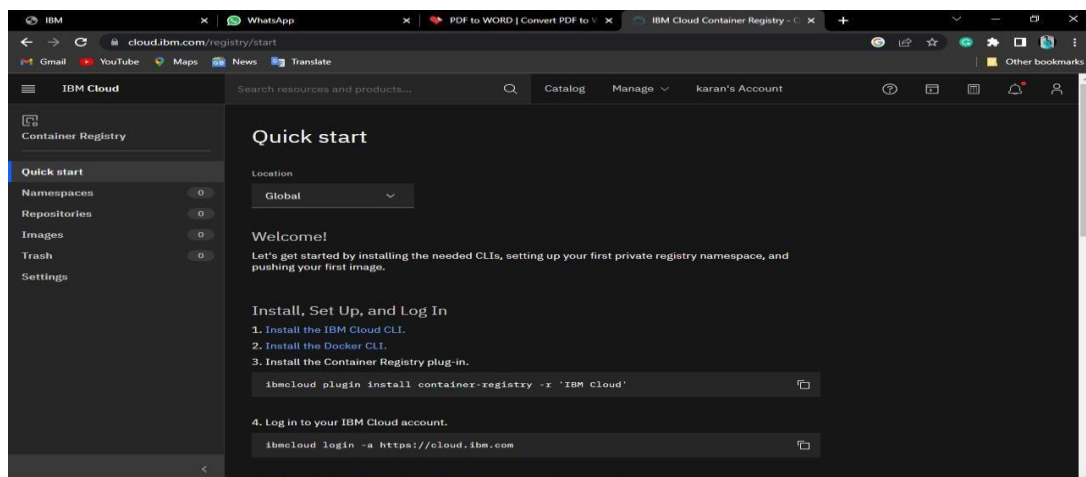 IBM
WhatsApp
PDF to WORD | Convert PDF to
IBM Cloud Container Registry -
cloud.ibm.com/registry/start
Gmail YouTube Maps News Translate Other bookmarks
IBM Cloud Search resources and products... Catalog Manage karan's Account
Container Registry
Quick start
Namespaces 0
Repositories 0
Images 0
Trash 0
Settings
Quick start
Location
Global
Welcome!
Let's get started by installing the needed CLIs, setting up your first private registry namespace, and
pushing your first image.
Install, Set Up, and Log In
1. Install the IBM Cloud CLI.
2. Install the Docker CLI.
3. Install the Container Registry plug-in.
ibmcloud plugin install container-registry -r 'IBM Cloud'
4. Log in to your IBM Cloud account.
ibmcloud login -a https://cloud.ibm.com